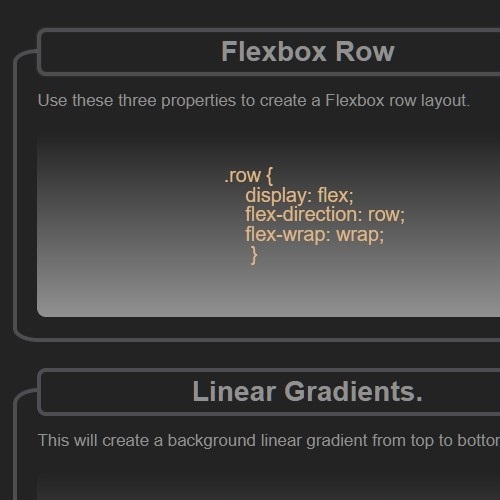 Flexbox Row
Use these three properties to create a Flexbox row layout.
.row {
display: flex;
flex-direction: row;
flex-wrap: wrap;
}
Linear Gradients.
This will create a background linear gradient from top to